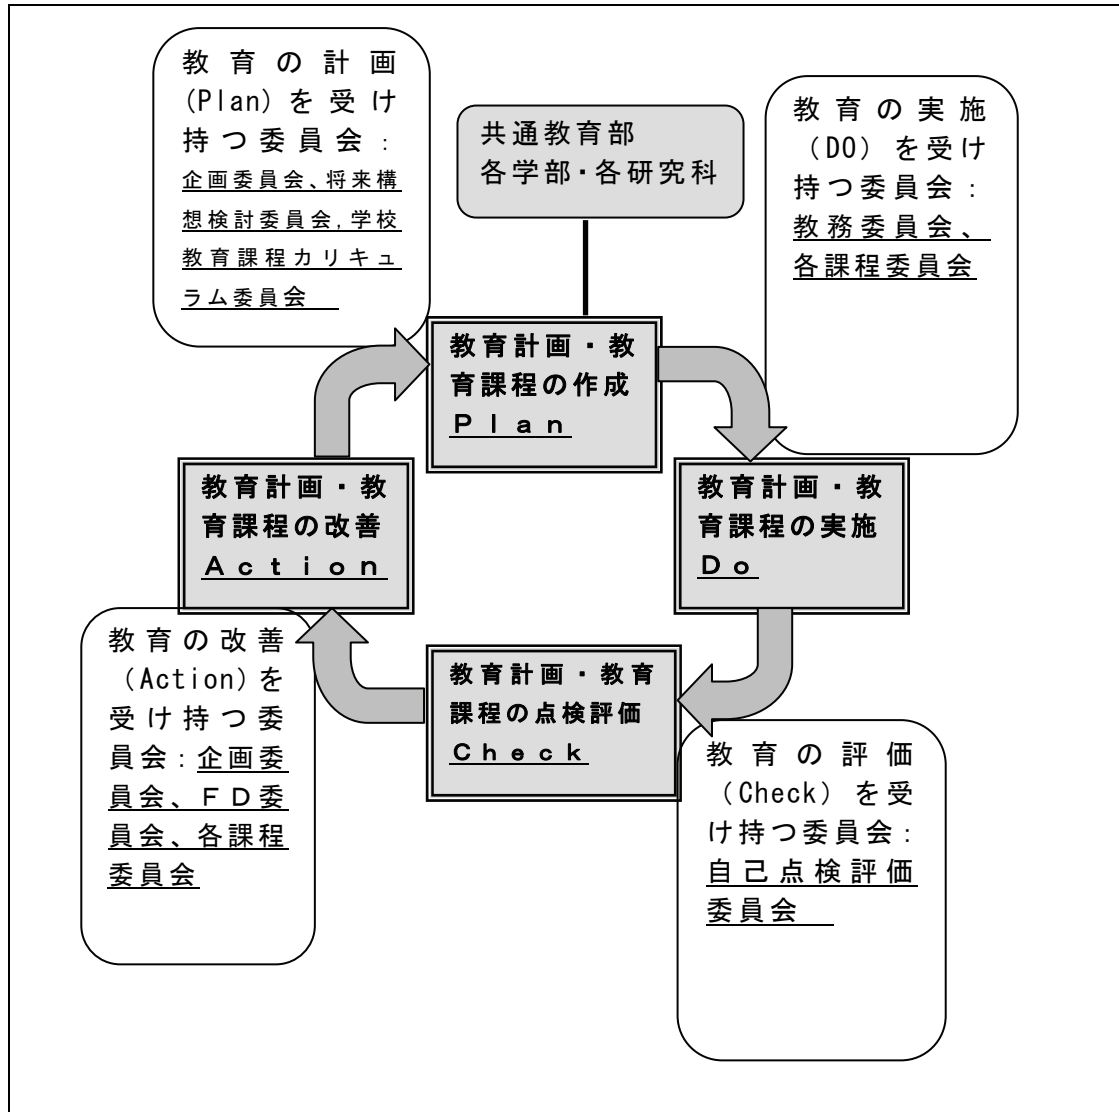 教育の計画
(Plan)を受け
持つ委員会：
企画委員会、将来構
想検討委員会,学校
教育課程カリキュ
ラム委員会
共通教育部
各学部・各研究科
教育の実施
（DO）を受け
持つ委員会：
教務委員会、
各課程委員会
教育計画・教
育課程の作成
Ｐｌａｎ
教育計画・教
育課程の改善
Ａｃｔｉｏｎ
教育計画・教
育課程の実施
Ｄｏ
教育の改善
（Action)を
受け持つ委
員会：企画委
員会、ＦＤ委
員会、各課程
委員会
教育計画・教育
課程の点検評価
Ｃｈｅｃｋ
教育の評価
（Check）を受
け持つ委員会：
自己点検評価
委員会